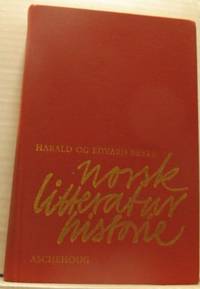 HARALD OG EDVARD BEYER
norsk
litteratur
historie
ASCHEHOUG